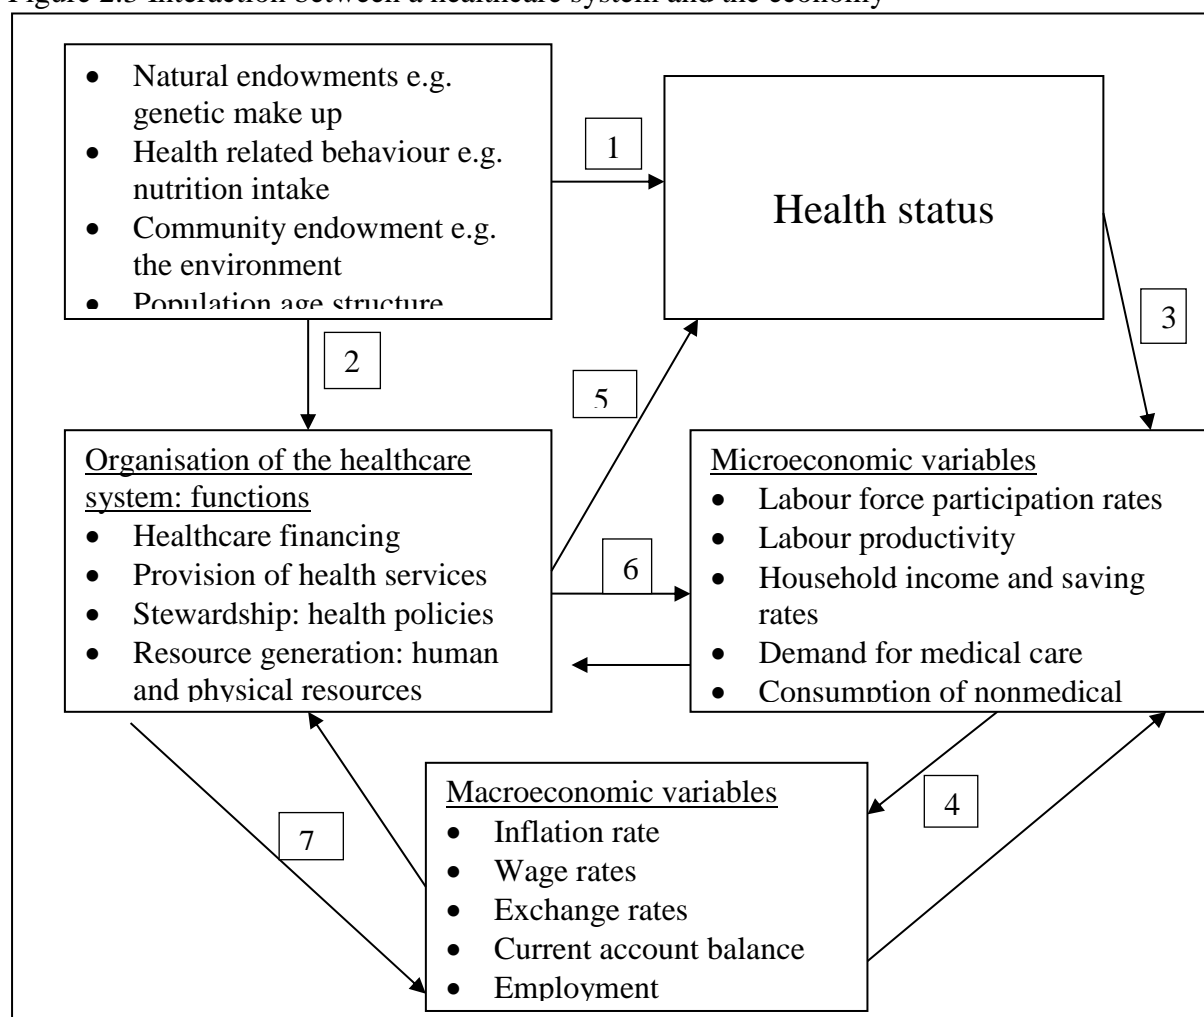 Figure 2.3 Interaction between a healthcare system and the economy
• Natural endowments e.g.
genetic make up
• Health related behaviour e.g.
nutrition intake
• Community endowment e.g.
the environment
• Population age structure
1
Health status
2
5
3
Organisation of the healthcare
system: functions
• Healthcare financing
• Provision of health services
• Stewardship: health policies
• Resource generation: human
and physical resources
6
Microeconomic variables
• Labour force participation rates
• Labour productivity
• Household income and saving
rates
• Demand for medical care
• Consumption of nonmedical
7
Macroeconomic variables
• Inflation rate
• Wage rates
• Exchange rates
• Current account balance
• Employment
4